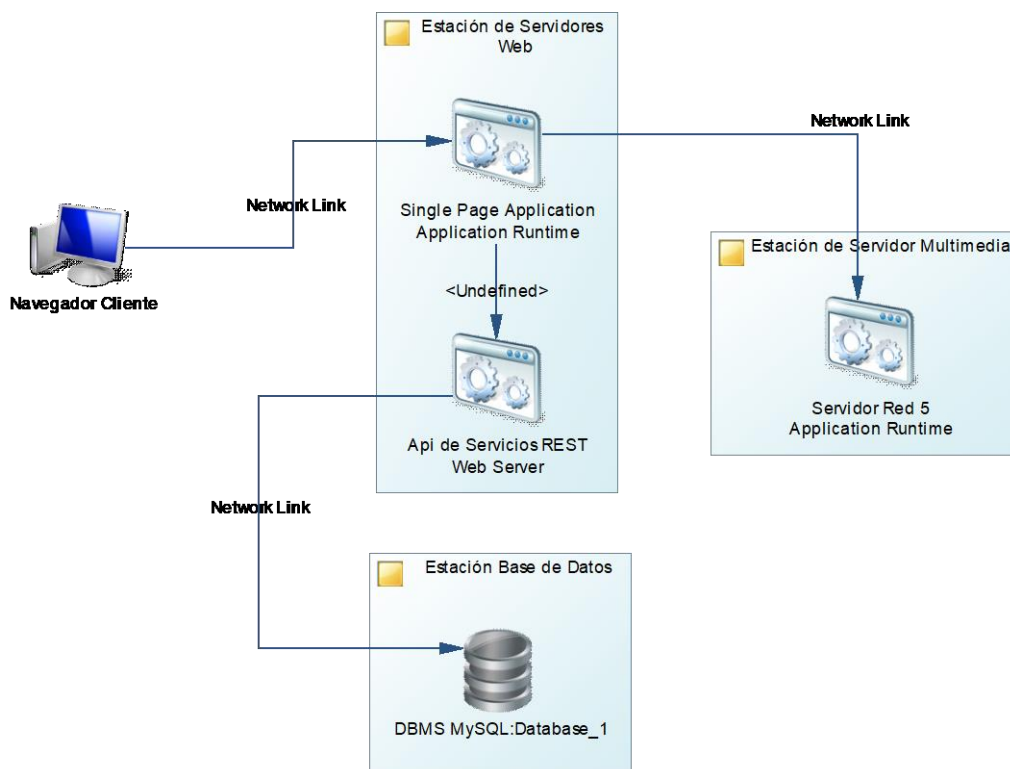 Estación de Servidores
Web
Network Link
Network Link
Single Page Application
Application Runtime
Estación de Servidor Multimedia
<Undefined>
Navegador Cliente
Servidor Red 5
Application Runtime
Api de Servicios REST
Web Server
Network Link
Estación Base de Datos
DBMS MySQL:Database_1